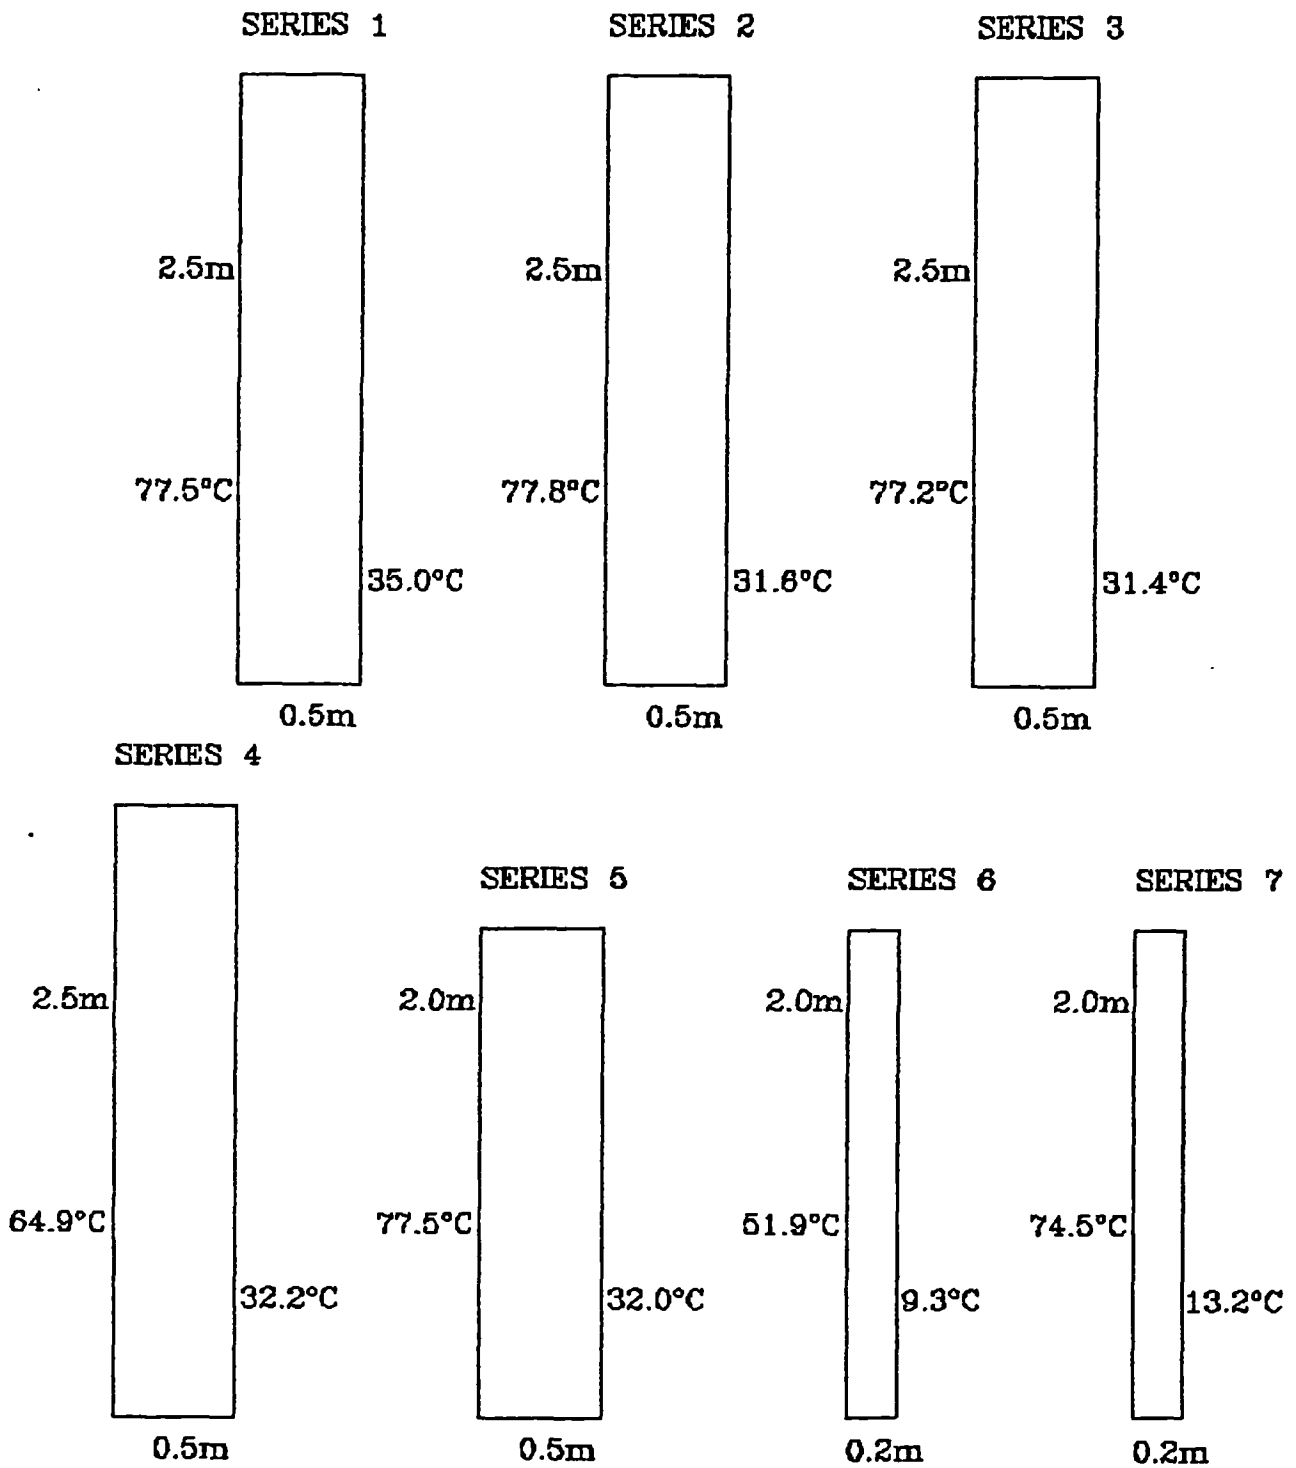 SERIES 1 SERIES 2 SERIES 3
2.5m 2.5m 2.5m
77.5°C 77.8°C 77.2°C
35.0°C 31.6°C 31.4°C
0.5m 0.5m 0.5m
SERIES 4
SERIES 5 SERIES 6 SERIES 7
2.5m 2.0m 2.0m 2.0m
64.9°C 77.5°C 51.9°C 74.5°C
32.2°C 32.0°C 9.3°C 13.2°C
0.5m 0.5m 0.2m 0.2m